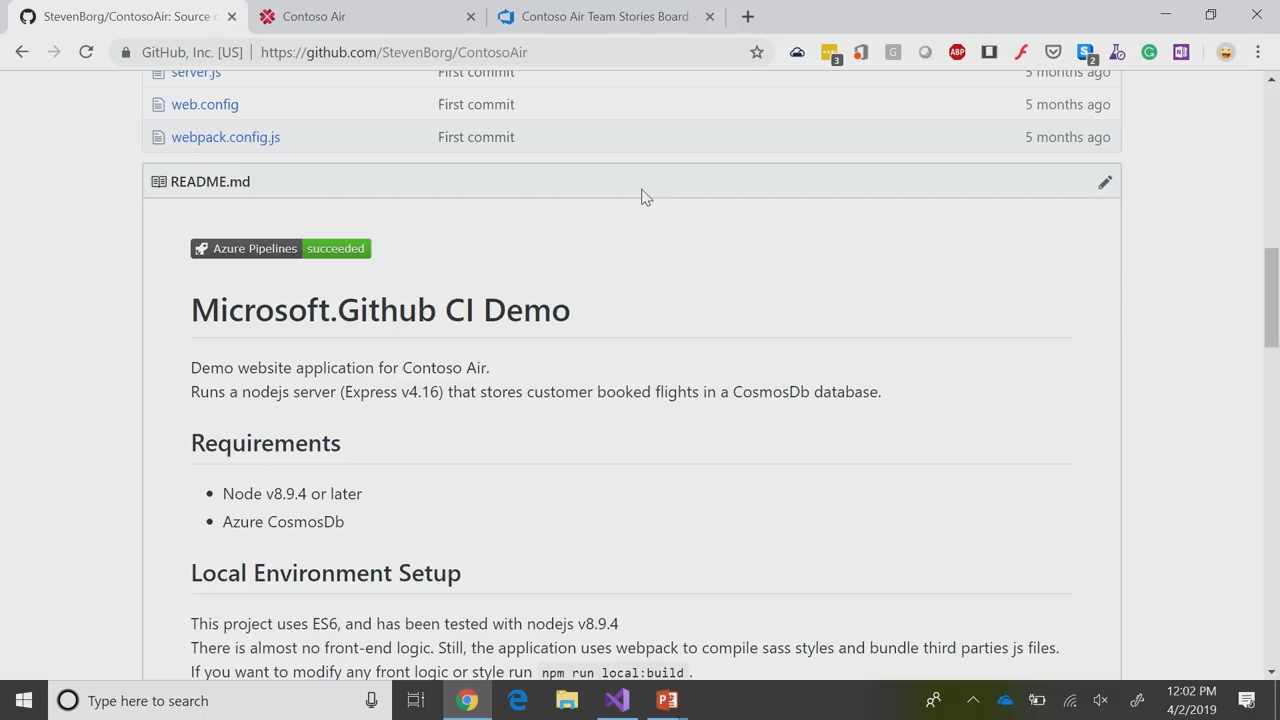 StevenBorg/ContosoAir: Source
Contoso Air
Contoso Air Team Stories Board
GitHub, Inc. [US]
https://github.com/StevenBorg/ContosoAir
3
ABP
2
server.js
First commit
5 months ago
web.config
First commit
5 months ago
webpack.config.js
First commit
5 months ago
README.md
Azure Pipelines succeeded
Microsoft.Github CI Demo
Demo website application for Contoso Air.
Runs a nodejs server (Express v4.16) that stores customer booked flights in a CosmosDb database.
Requirements
Node v8.9.4 or later
Azure CosmosDb
Local Environment Setup
This project uses ES6, and has been tested with nodejs v8.9.4
There is almost no front-end logic. Still, the application uses webpack to compile sass styles and bundle third parties js files.
If you want to modify any front logic or style run npm run local:build .
Type here to search
12:02 PM
4/2/2019